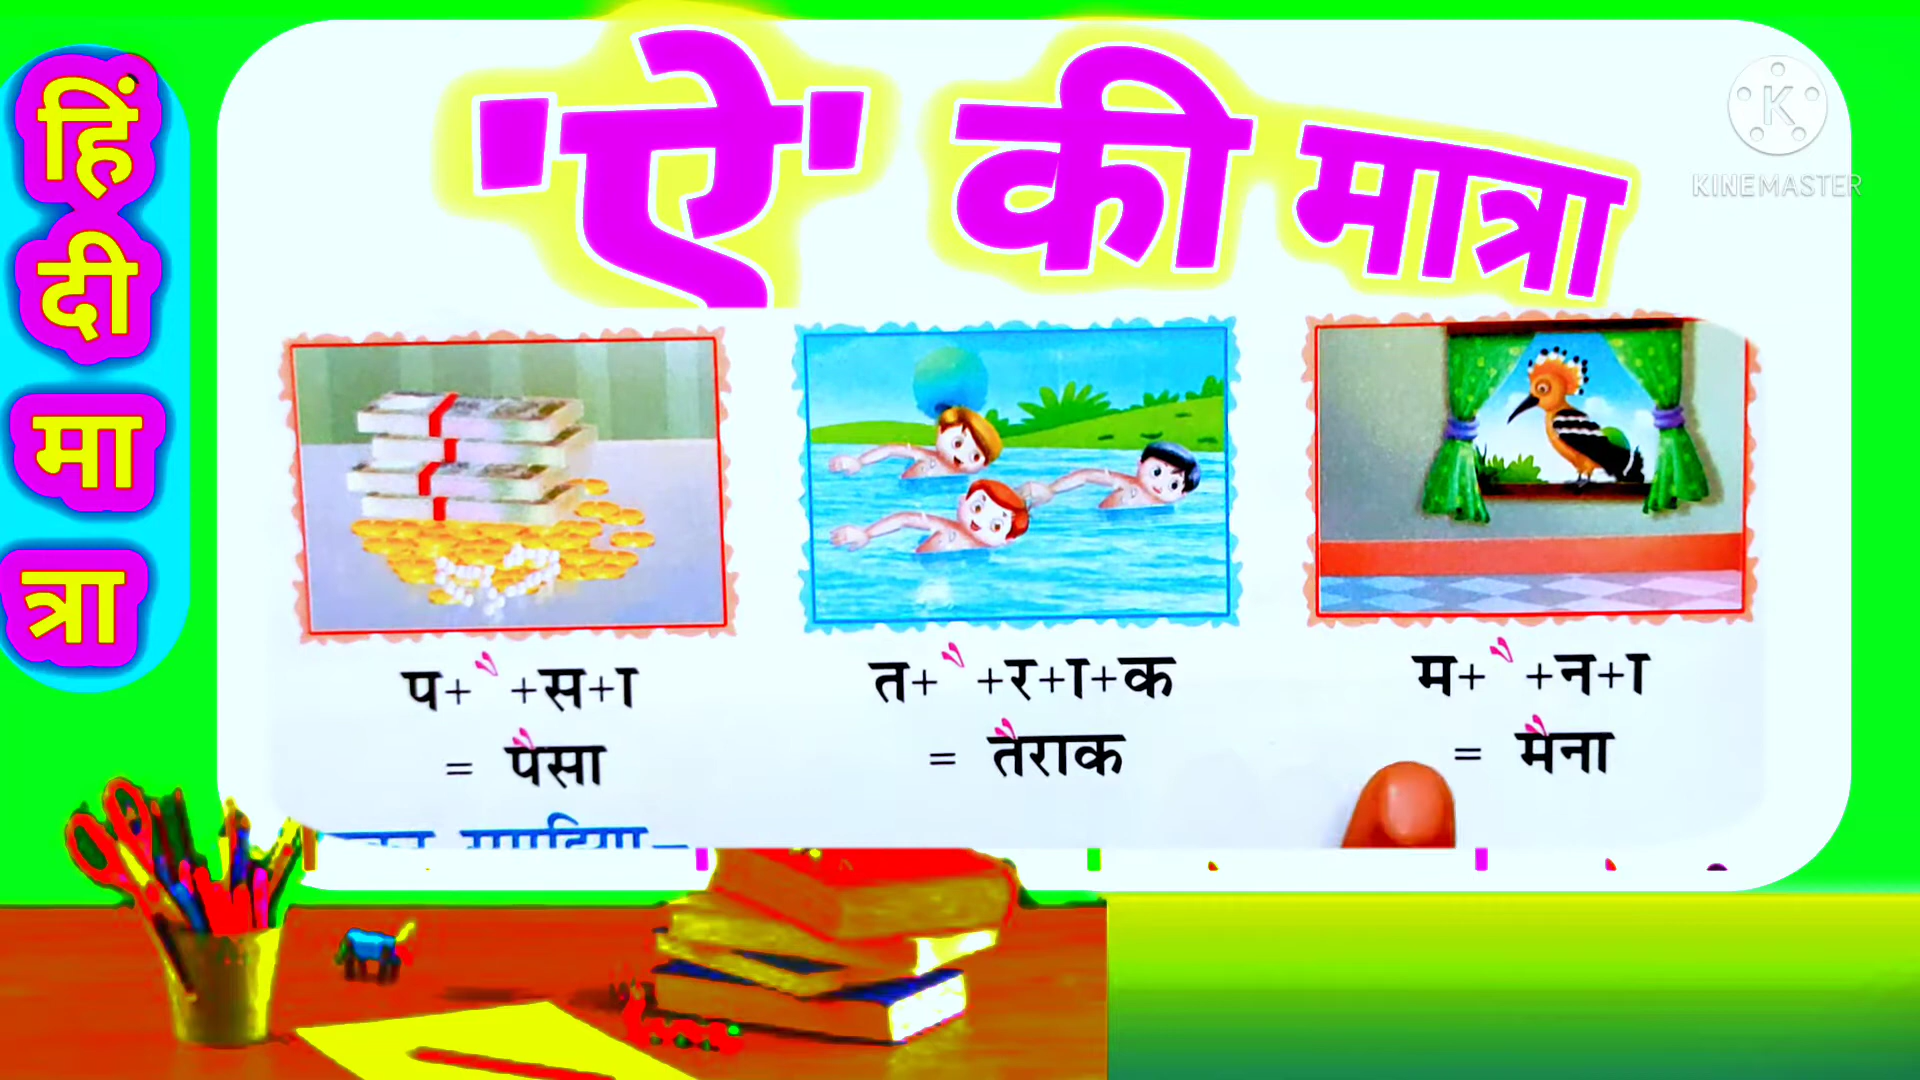 'ऐ' की मात्रा
हिं
दी
मा
त्रा
KINEMASTER
प+ ै +स+ा
= पैसा
त+ ै +र+ा+क
= तैराक
म+ ै +न+ा
= मैना